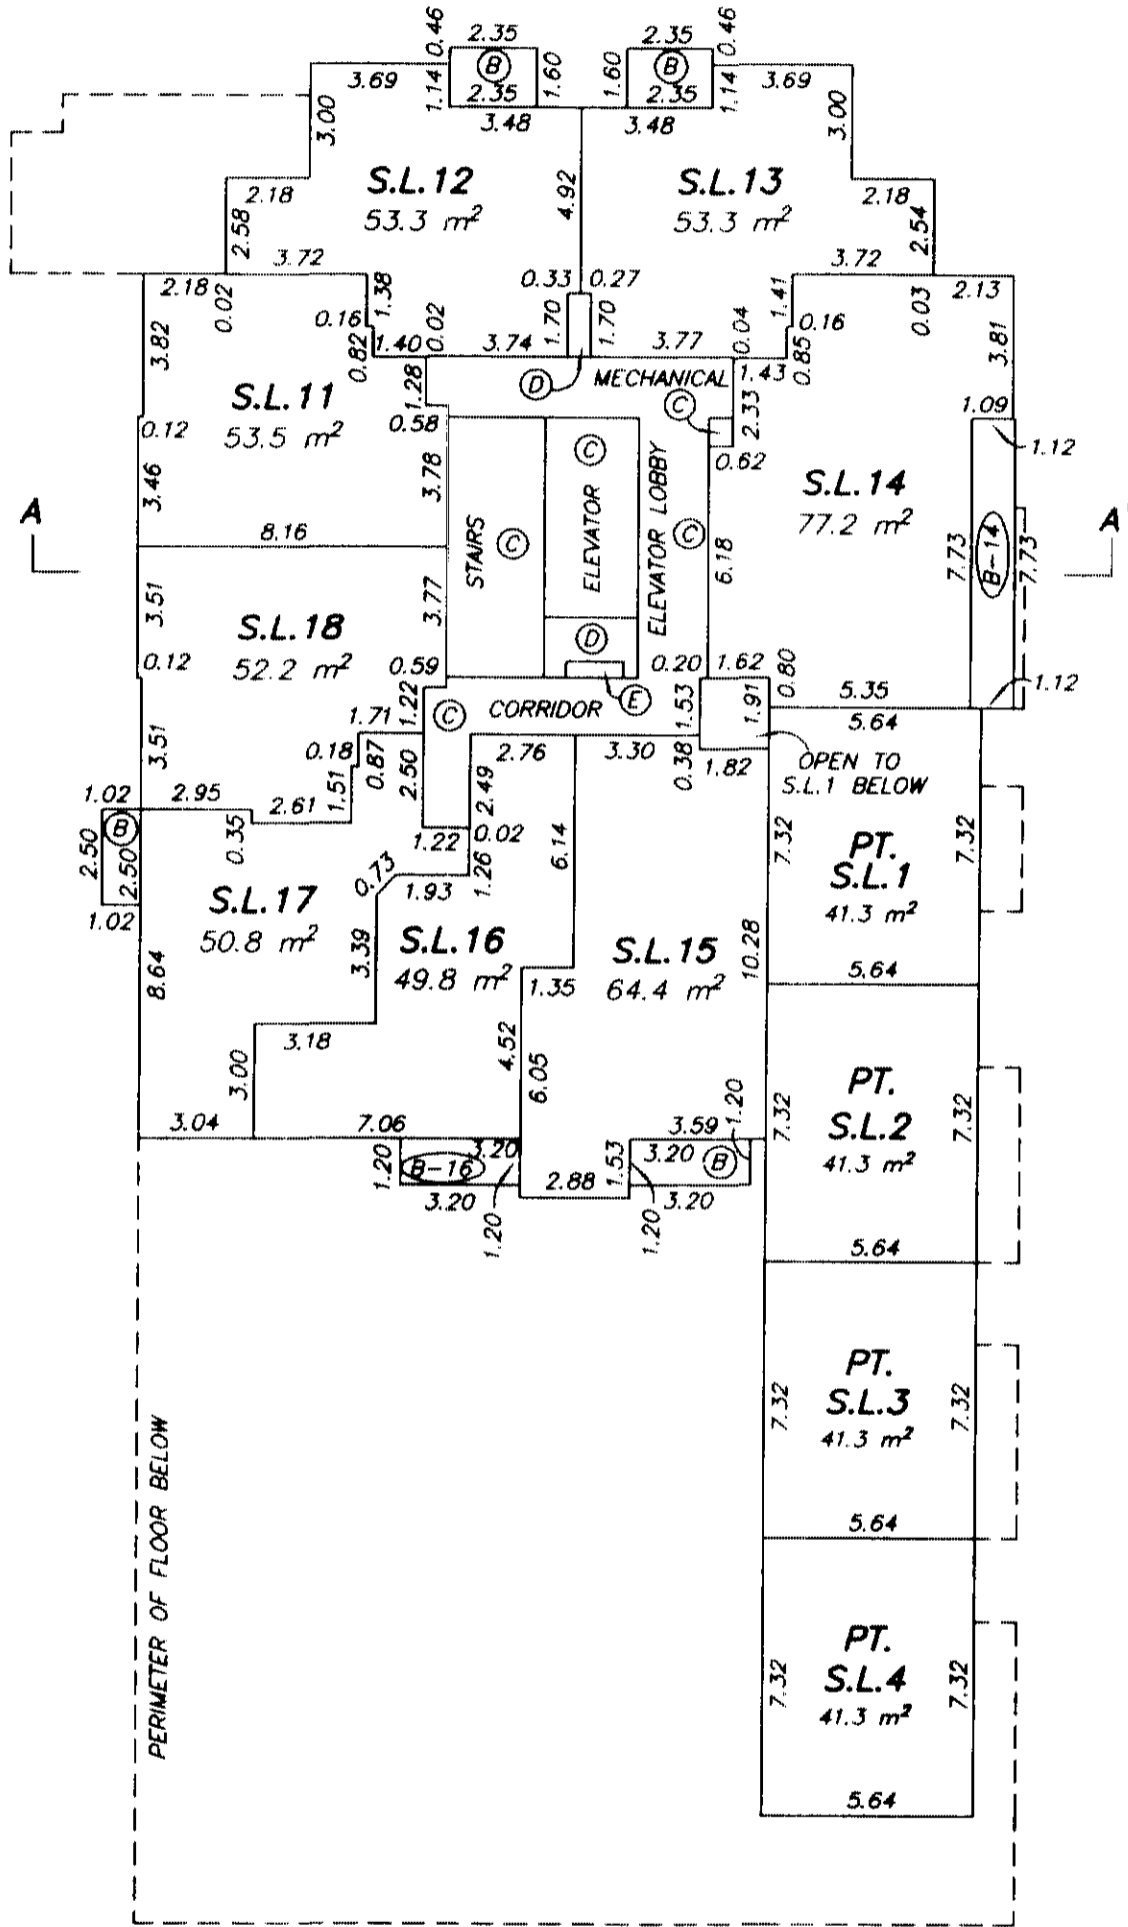 0.46 2.35 2.35 0.46
3.69 1.14 B 2.35 1.60 1.60 B 2.35 1.14 3.69
3.00 3.48 3.48 3.00
S.L.12 S.L.13
53.3 m² 4.92 53.3 m²
2.18 2.18
2.58 2.54
3.72 3.72
2.18 0.02 1.38 0.33 0.27 1.41 0.03 2.13
3.82 0.16 0.02 1.70 1.70 0.04 0.16 3.81
0.82 1.40 3.74 3.77 1.43 0.85
1.28 D MECHANICAL
S.L.11 C 2.33 1.09
0.12 53.5 m² 0.58 1.12
3.46 3.78 C 0.62
S.L.14
77.2 m²
A A'
8.16 STAIRS C ELEVATOR ELEVATOR LOBBY C 6.18 7.73 B-14 7.73
3.51 3.77
S.L.18 D
0.12 52.2 m² 0.59 0.20 1.62 0.80
E 5.35 1.12
3.51 1.71 1.22 C CORRIDOR 1.53 1.91 5.64
0.18 0.87 2.50 2.76 3.30 0.38 1.82 OPEN TO
S.L.1 BELOW
1.02 2.95 2.61 1.51 2.49
2.50 B 2.50 0.35 1.22 0.02 6.14 7.32 PT. 7.32
0.73 1.93 1.26 S.L.1
1.02 S.L.17 41.3 m²
50.8 m² S.L.16 S.L.15
8.64 3.39 49.8 m² 1.35 64.4 m² 10.28 5.64
3.18 4.52
3.00 6.05 7.32 PT. 7.32
S.L.2
3.04 7.06 3.59 1.20 41.3 m²
1.20 3.20 1.53 3.20 B
B-16 2.88
3.20 1.20 1.20 3.20
5.64
PT.
7.32 S.L.3 7.32
41.3 m²
5.64
PERIMETER OF FLOOR BELOW
PT.
7.32 S.L.4 7.32
41.3 m²
5.64